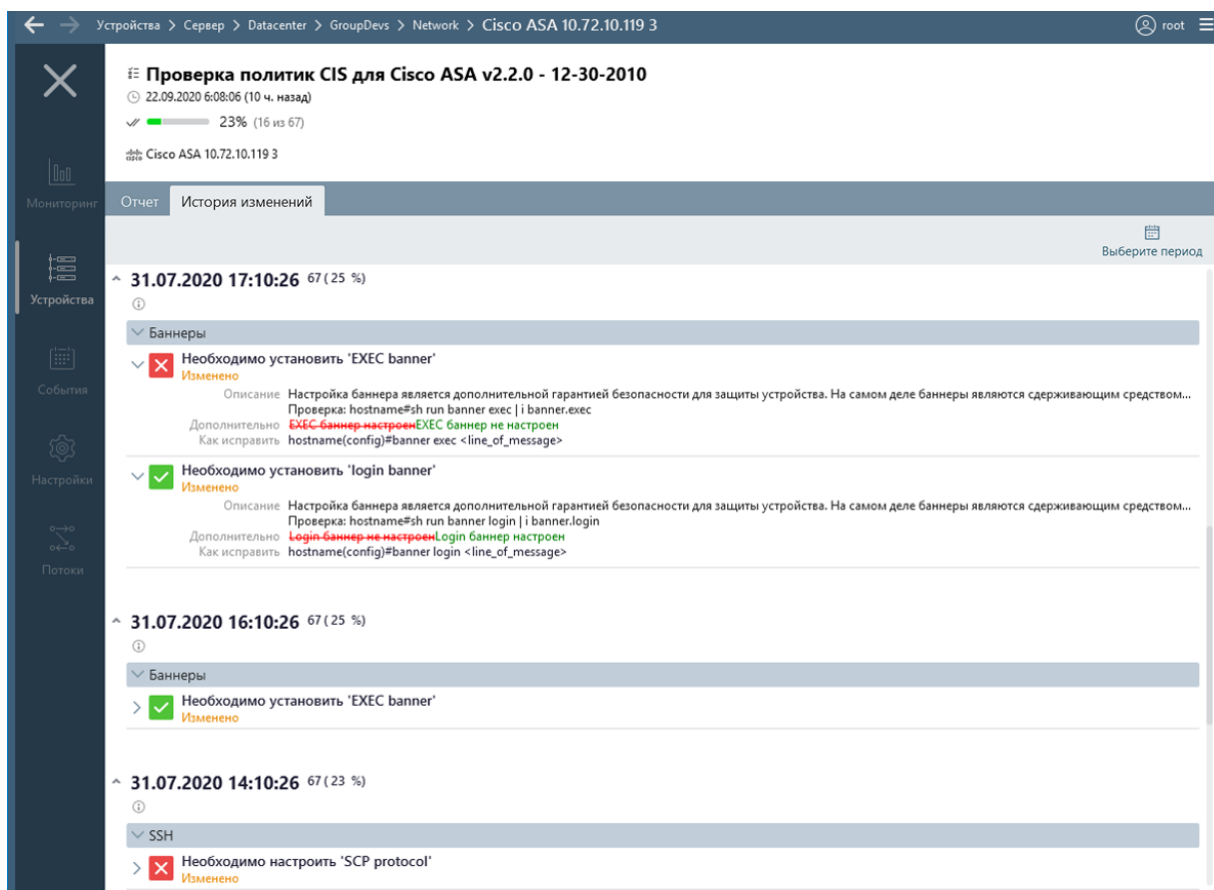 Устройства > Сервер > Datacenter > GroupDevs > Network > Cisco ASA 10.72.10.119 3
root
Проверка политик CIS для Cisco ASA v2.2.0 - 12-30-2010
22.09.2020 6:08:06 (10 ч. назад)
23% (16 из 67)
cisco Cisco ASA 10.72.10.119 3
Мониторинг
Устройства
События
Настройки
Потоки
Отчет История изменений
Выберите период
31.07.2020 17:10:26 67 ( 25 %)
Баннеры
Необходимо установить 'EXEC banner'
Изменено
Описание Настройка баннера является дополнительной гарантией безопасности для защиты устройства. На самом деле баннеры являются сдерживающим средством...
Проверка: hostname#sh run banner exec | i banner.exec
Дополнительно EXEC баннер настроенEXEC баннер не настроен
Как исправить hostname(config)#banner exec <line_of_message>
Необходимо установить 'login banner'
Изменено
Описание Настройка баннера является дополнительной гарантией безопасности для защиты устройства. На самом деле баннеры являются сдерживающим средством...
Проверка: hostname#sh run banner login | i banner.login
Дополнительно Login баннер не настроенLogin баннер настроен
Как исправить hostname(config)#banner login <line_of_message>
31.07.2020 16:10:26 67 ( 25 %)
Баннеры
Необходимо установить 'EXEC banner'
Изменено
31.07.2020 14:10:26 67 ( 23 %)
SSH
Необходимо настроить 'SCP protocol'
Изменено